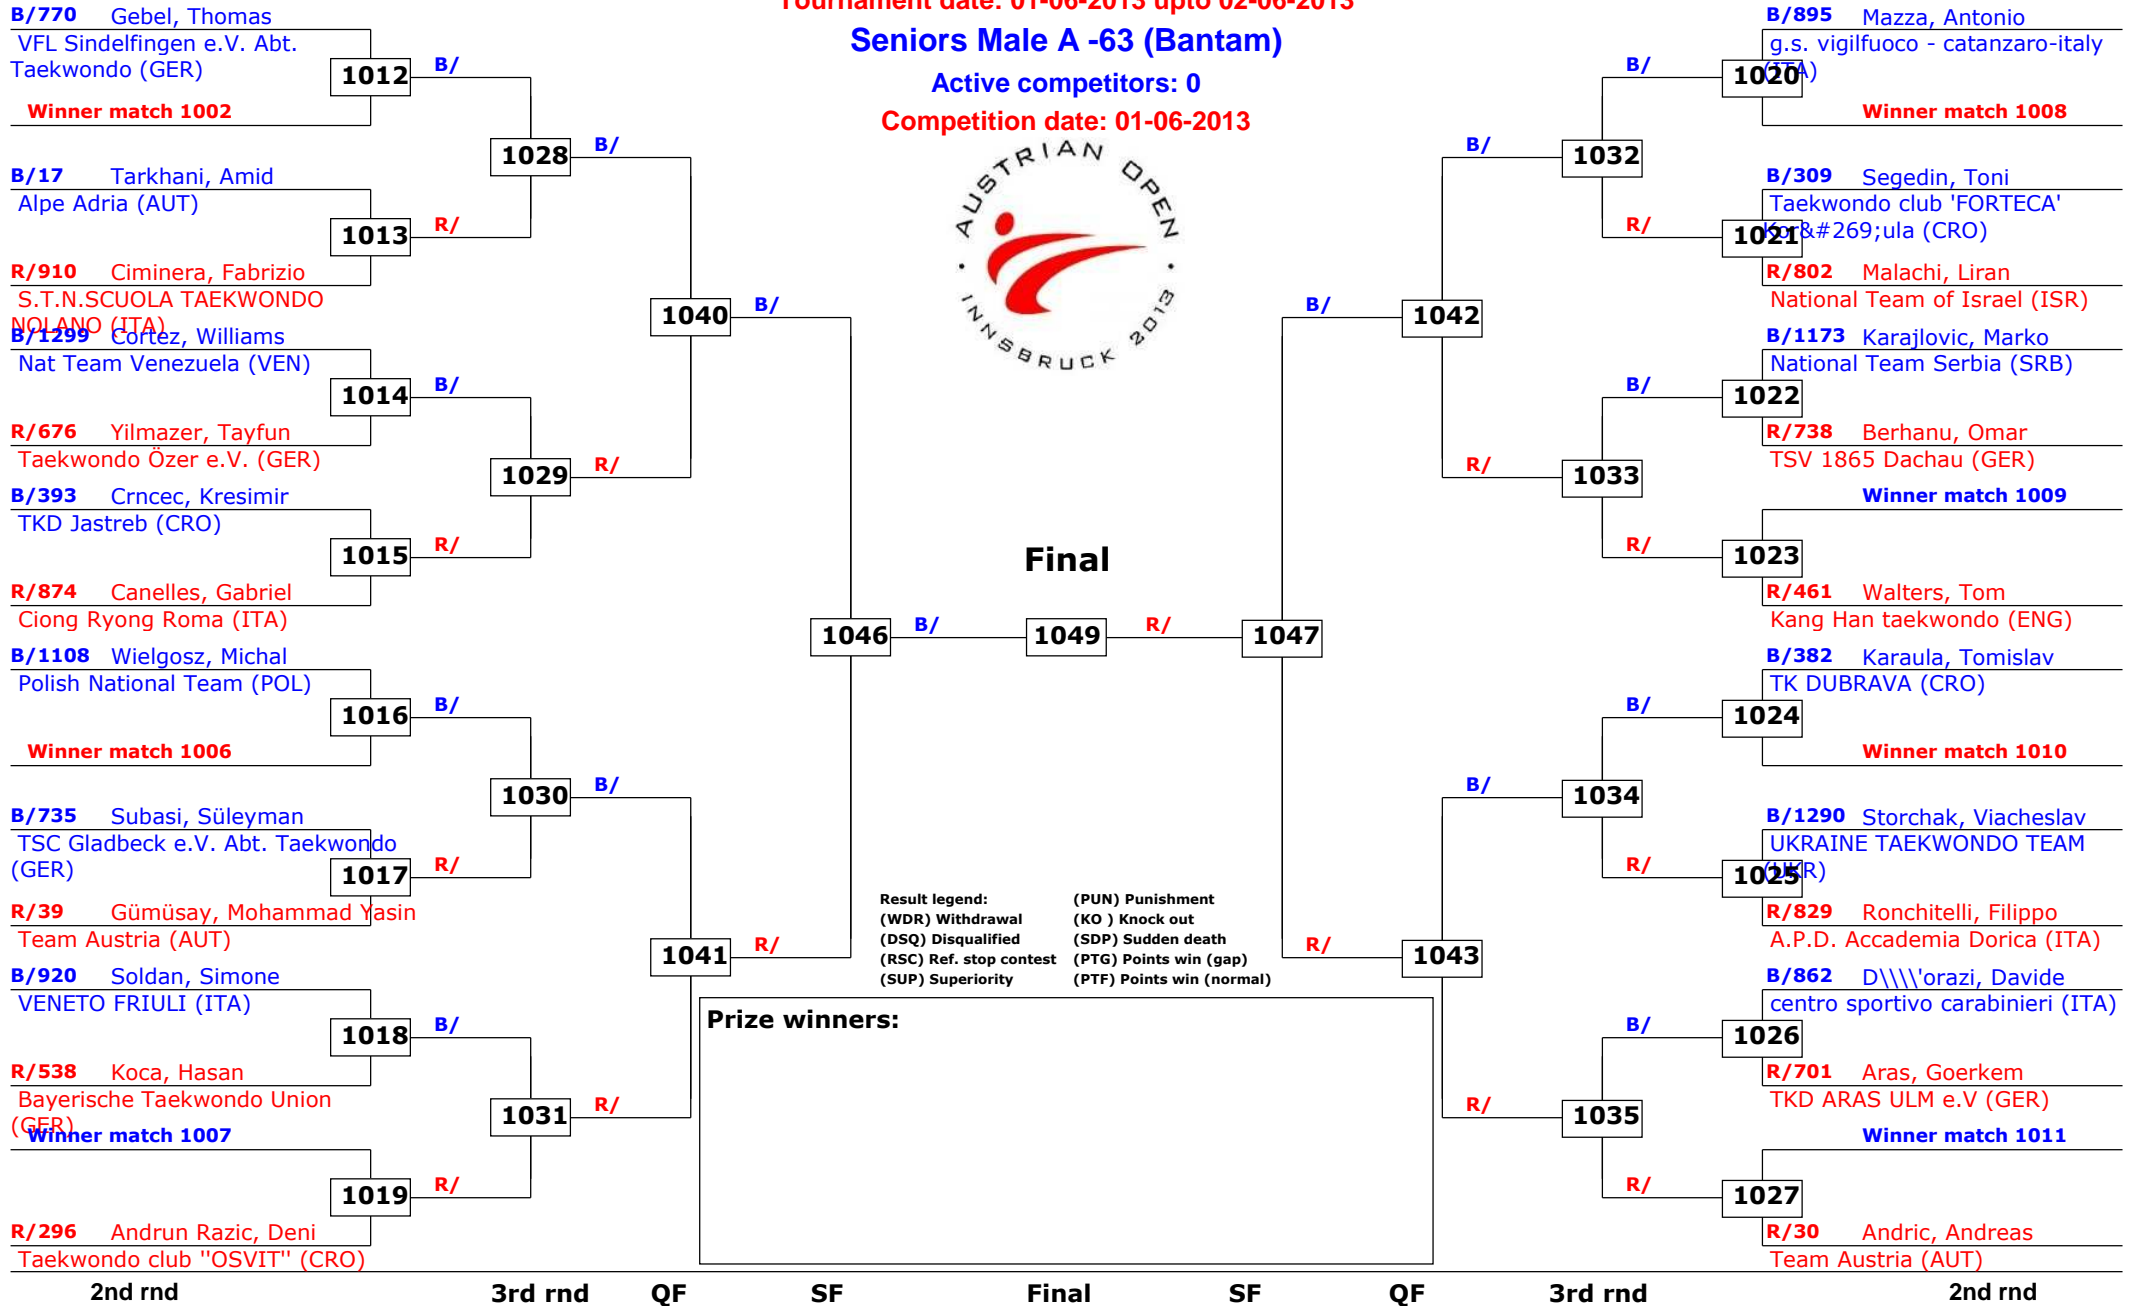 Tournament date: 01-06-2013 upto 02-06-2013
Seniors Male A -63 (Bantam)
Active competitors: 0
Competition date: 01-06-2013
AUSTRIAN OPEN
· INNSBRUCK 2013 ·
B/770 Gebel, Thomas
VFL Sindelfingen e.V. Abt.
Taekwondo (GER)
1012
B/
Winner match 1002
1028
B/
B/17 Tarkhani, Amid
Alpe Adria (AUT)
1013
R/
R/910 Ciminera, Fabrizio
S.T.N.SCUOLA TAEKWONDO
NOLANO (ITA)
1040
B/
B/1299 Cortez, Williams
Nat Team Venezuela (VEN)
1014
B/
R/676 Yilmazer, Tayfun
Taekwondo Özer e.V. (GER)
1029
R/
B/393 Crncec, Kresimir
TKD Jastreb (CRO)
1015
R/
R/874 Canelles, Gabriel
Ciong Ryong Roma (ITA)
1046
B/
B/1108 Wielgosz, Michal
Polish National Team (POL)
1016
B/
Winner match 1006
1030
B/
B/735 Subasi, Süleyman
TSC Gladbeck e.V. Abt. Taekwondo
(GER)
1017
R/
R/39 Gümüsay, Mohammad Yasin
Team Austria (AUT)
1041
R/
B/920 Soldan, Simone
VENETO FRIULI (ITA)
1018
B/
R/538 Koca, Hasan
Bayerische Taekwondo Union
(GER)
1031
R/
Winner match 1007
1019
R/
R/296 Andrun Razic, Deni
Taekwondo club "OSVIT" (CRO)
Final
1049
R/
1047
Result legend:
(WDR) Withdrawal
(DSQ) Disqualified
(RSC) Ref. stop contest
(SUP) Superiority
(PUN) Punishment
(KO ) Knock out
(SDP) Sudden death
(PTG) Points win (gap)
(PTF) Points win (normal)
Prize winners:
B/895 Mazza, Antonio
g.s. vigilfuoco - catanzaro-italy
(ITA)
B/
1020
Winner match 1008
B/
1032
B/309 Segedin, Toni
Taekwondo club 'FORTECA'
Kor&#269;ula (CRO)
R/
1021
R/802 Malachi, Liran
National Team of Israel (ISR)
B/
1042
B/1173 Karajlovic, Marko
National Team Serbia (SRB)
B/
1022
R/738 Berhanu, Omar
TSV 1865 Dachau (GER)
R/
1033
Winner match 1009
R/
1023
R/461 Walters, Tom
Kang Han taekwondo (ENG)
B/382 Karaula, Tomislav
TK DUBRAVA (CRO)
B/
1024
Winner match 1010
B/
1034
B/1290 Storchak, Viacheslav
UKRAINE TAEKWONDO TEAM
(UKR)
R/
1025
R/829 Ronchitelli, Filippo
A.P.D. Accademia Dorica (ITA)
R/
1043
B/862 D\\\\'orazi, Davide
centro sportivo carabinieri (ITA)
B/
1026
R/701 Aras, Goerkem
TKD ARAS ULM e.V (GER)
R/
1035
Winner match 1011
R/
1027
R/30 Andric, Andreas
Team Austria (AUT)
2nd rnd 3rd rnd QF SF Final SF QF 3rd rnd 2nd rnd